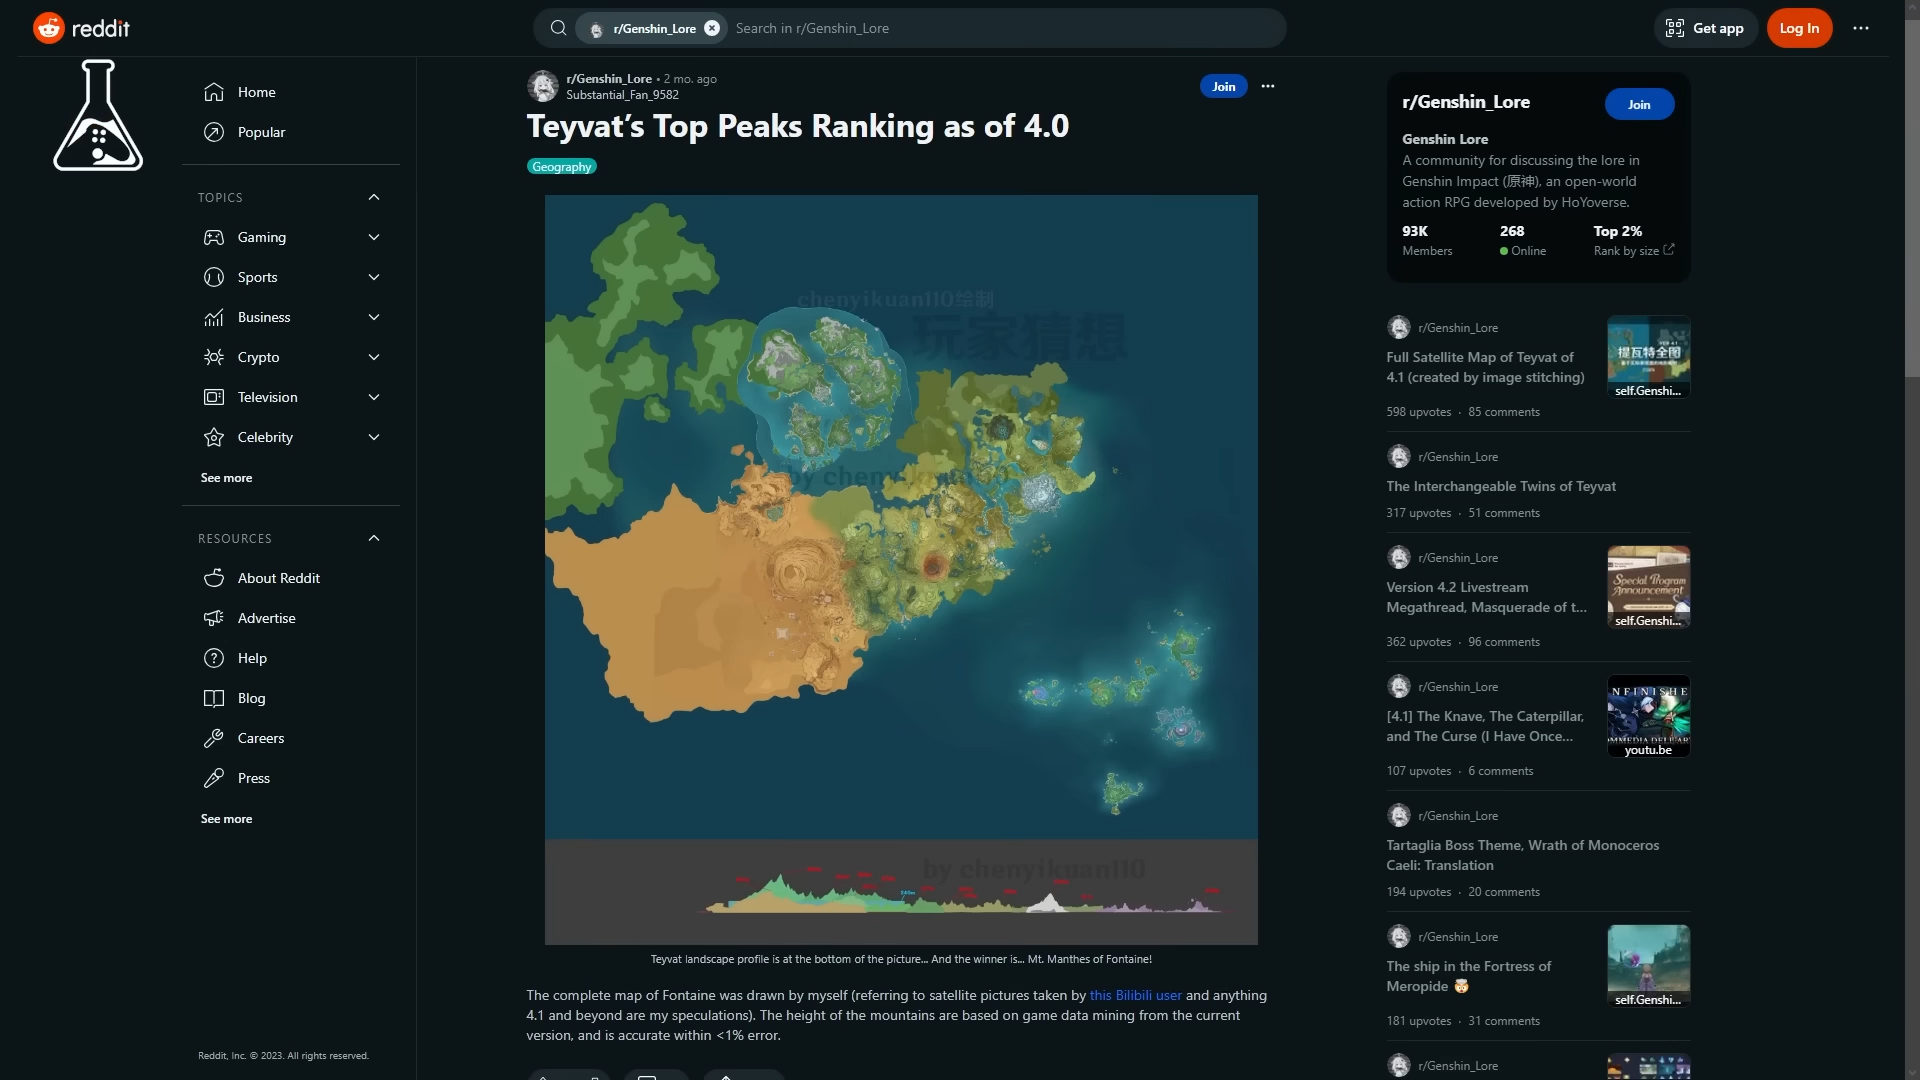 reddit
r/Genshin_Lore
Search in r/Genshin_Lore
Get app
Log In
Home
Popular
TOPICS
Gaming
Sports
Business
Crypto
Television
Celebrity
See more
RESOURCES
About Reddit
Advertise
Help
Blog
Careers
Press
See more
Reddit, Inc. © 2023. All rights reserved.
r/Genshin_Lore • 2 mo. ago
Substantial_Fan_9582
Join
Teyvat’s Top Peaks Ranking as of 4.0
Geography
chenyikuan110绘制
玩家猜想
by chenyikuan110
by chenyikuan110
Teyvat landscape profile is at the bottom of the picture... And the winner is... Mt. Manthes of Fontaine!
The complete map of Fontaine was drawn by myself (referring to satellite pictures taken by this Bilibili user and anything
4.1 and beyond are my speculations). The height of the mountains are based on game data mining from the current
version, and is accurate within <1% error.
r/Genshin_Lore
Join
Genshin Lore
A community for discussing the lore in
Genshin Impact (原神), an open-world
action RPG developed by HoYoverse.
93K
268
Top 2%
Members
Online
Rank by size
r/Genshin_Lore
Full Satellite Map of Teyvat of
4.1 (created by image stitching)
提瓦特全图
self.Genshi...
598 upvotes · 85 comments
r/Genshin_Lore
The Interchangeable Twins of Teyvat
317 upvotes · 51 comments
r/Genshin_Lore
Version 4.2 Livestream
Megathread, Masquerade of t...
Special Program
Announcement
self.Genshi...
362 upvotes · 96 comments
r/Genshin_Lore
[4.1] The Knave, The Caterpillar,
and The Curse (I Have Once...
NFINISHE
OMMEDIA DELL'AR
youtu.be
107 upvotes · 6 comments
r/Genshin_Lore
Tartaglia Boss Theme, Wrath of Monoceros
Caeli: Translation
194 upvotes · 20 comments
r/Genshin_Lore
The ship in the Fortress of
Meropide 🤯
self.Genshi...
181 upvotes · 31 comments
r/Genshin_Lore